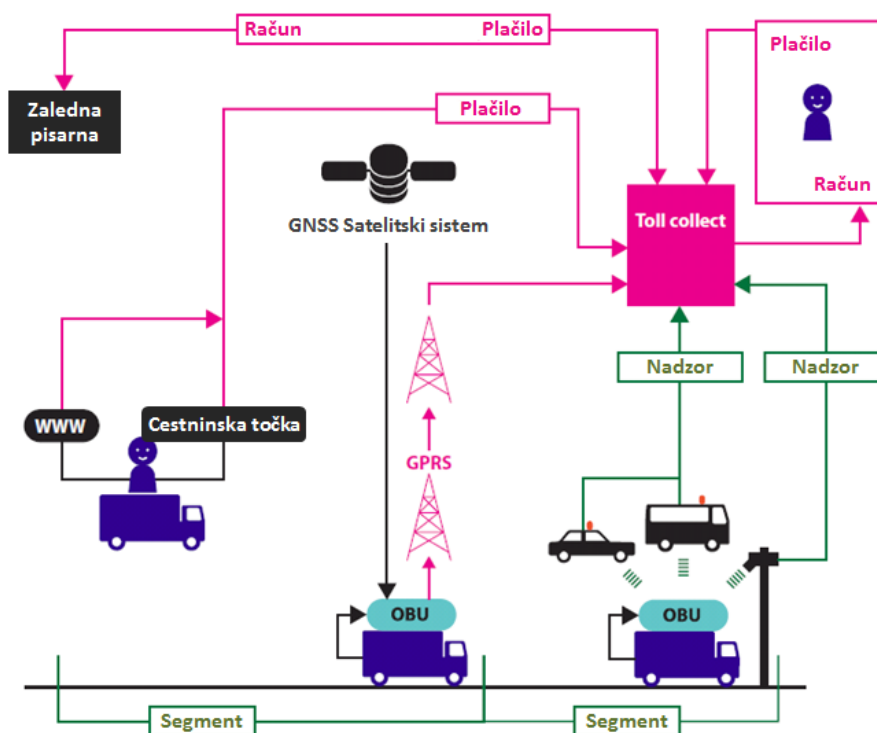 Račun
Plačilo
Plačilo
Zaledna
pisarna
Plačilo
Račun
GNSS Satelitski sistem
Toll collect
Nadzor
Nadzor
WWW
Cestninska točka
GPRS
OBU
OBU
Segment
Segment